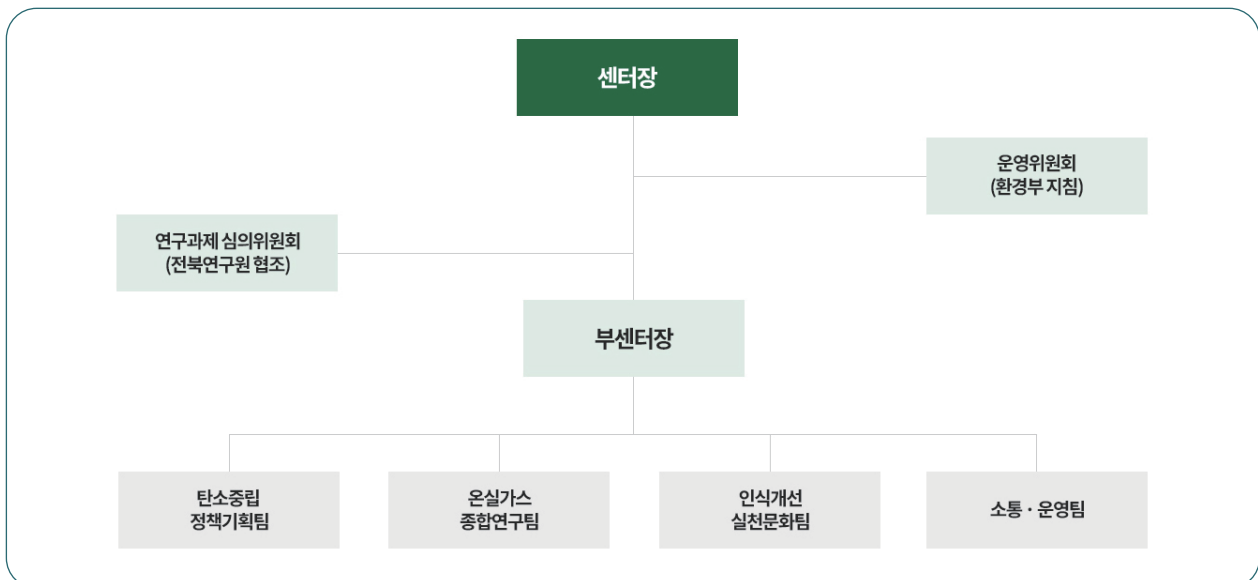 센터장
운영위원회
(환경부 지침)
연구과제 심의위원회
(전북연구원 협조)
부센터장
탄소중립
정책기획팀
온실가스
종합연구팀
인식개선
실천문화팀
소통 · 운영팀